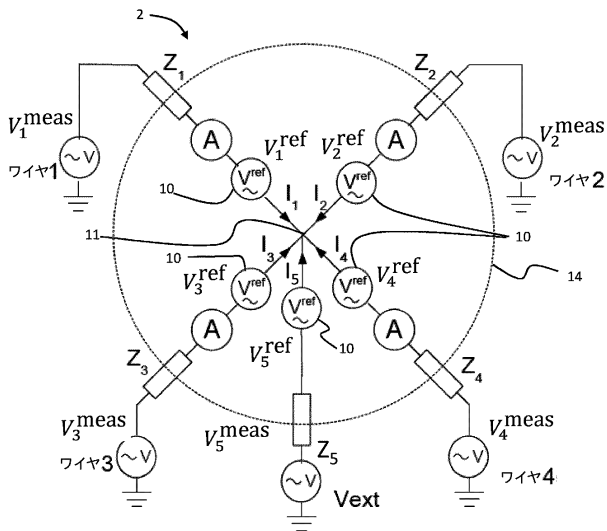 2
Z₁
Z₂
V₁ᵐᵉᵃˢ
V₂ᵐᵉᵃˢ
A
V₁ʳᵉᶠ
V₂ʳᵉᶠ
A
~V
~V
ワイヤ1
ワイヤ2
10
Vʳᵉᶠ
~
Vʳᵉᶠ
~
I₁
I₂
11
10
10
I₃
I₄
I₅
14
V₃ʳᵉᶠ
Vʳᵉᶠ
~
Vʳᵉᶠ
~
V₄ʳᵉᶠ
Vʳᵉᶠ
~
A
A
V₅ʳᵉᶠ
10
Z₃
Z₄
V₃ᵐᵉᵃˢ
V₅ᵐᵉᵃˢ
V₄ᵐᵉᵃˢ
Z₅
ワイヤ3
~V
~V
~V
ワイヤ4
Vext